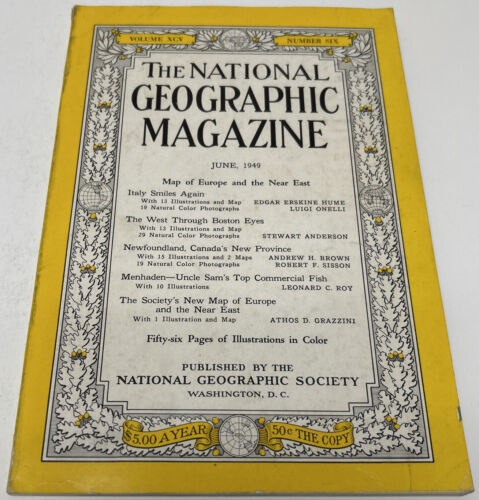 VOLUME XCV NUMBER SIX
THE NATIONAL
GEOGRAPHIC
MAGAZINE
JUNE, 1949
Map of Europe and the Near East
Italy Smiles Again
With 13 Illustrations and Map EDGAR ERSKINE HUME
19 Natural Color Photographs LUIGI ONELLI
The West Through Boston Eyes
With 13 Illustrations and Map
29 Natural Color Photographs STEWART ANDERSON
Newfoundland, Canada's New Province
With 15 Illustrations and 2 Maps ANDREW H. BROWN
19 Natural Color Photographs ROBERT F. SISSON
Menhaden—Uncle Sam's Top Commercial Fish
With 10 Illustrations LEONARD C. ROY
The Society's New Map of Europe
and the Near East
With 1 Illustration and Map ATHOS D. GRAZZINI
Fifty-six Pages of Illustrations in Color
PUBLISHED BY THE
NATIONAL GEOGRAPHIC SOCIETY
WASHINGTON, D. C.
$5.00 A YEAR 50c THE COPY